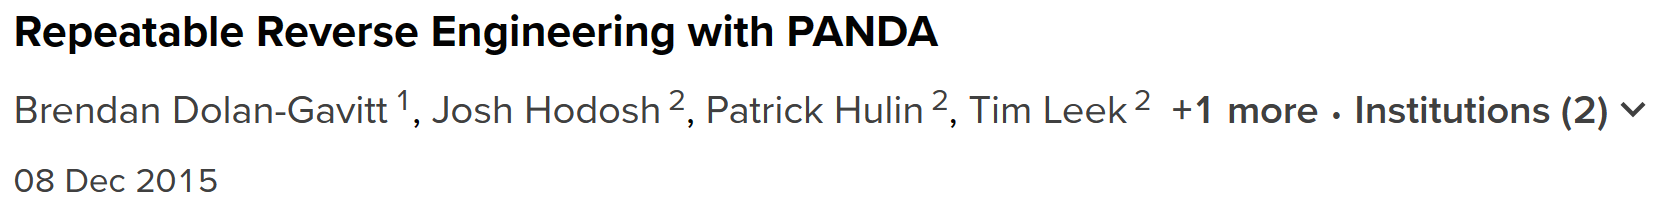 Repeatable Reverse Engineering with PANDA
Brendan Dolan-Gavitt 1, Josh Hodosh 2, Patrick Hulin 2, Tim Leek 2 +1 more • Institutions (2)
08 Dec 2015